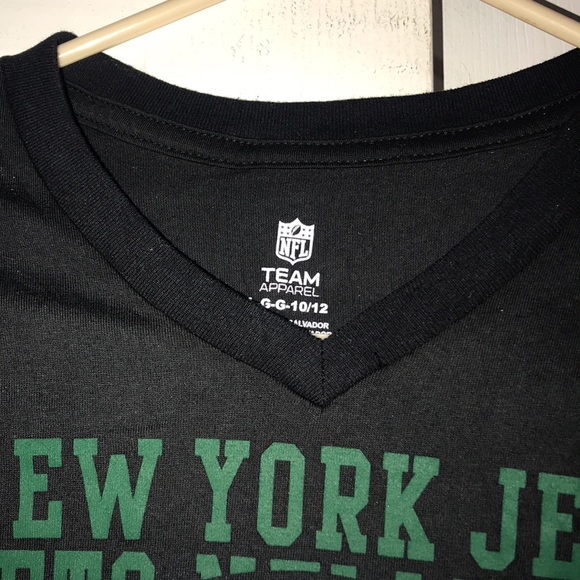 NFL
TEAM
APPAREL
G-G-10/12
EW YORK JE